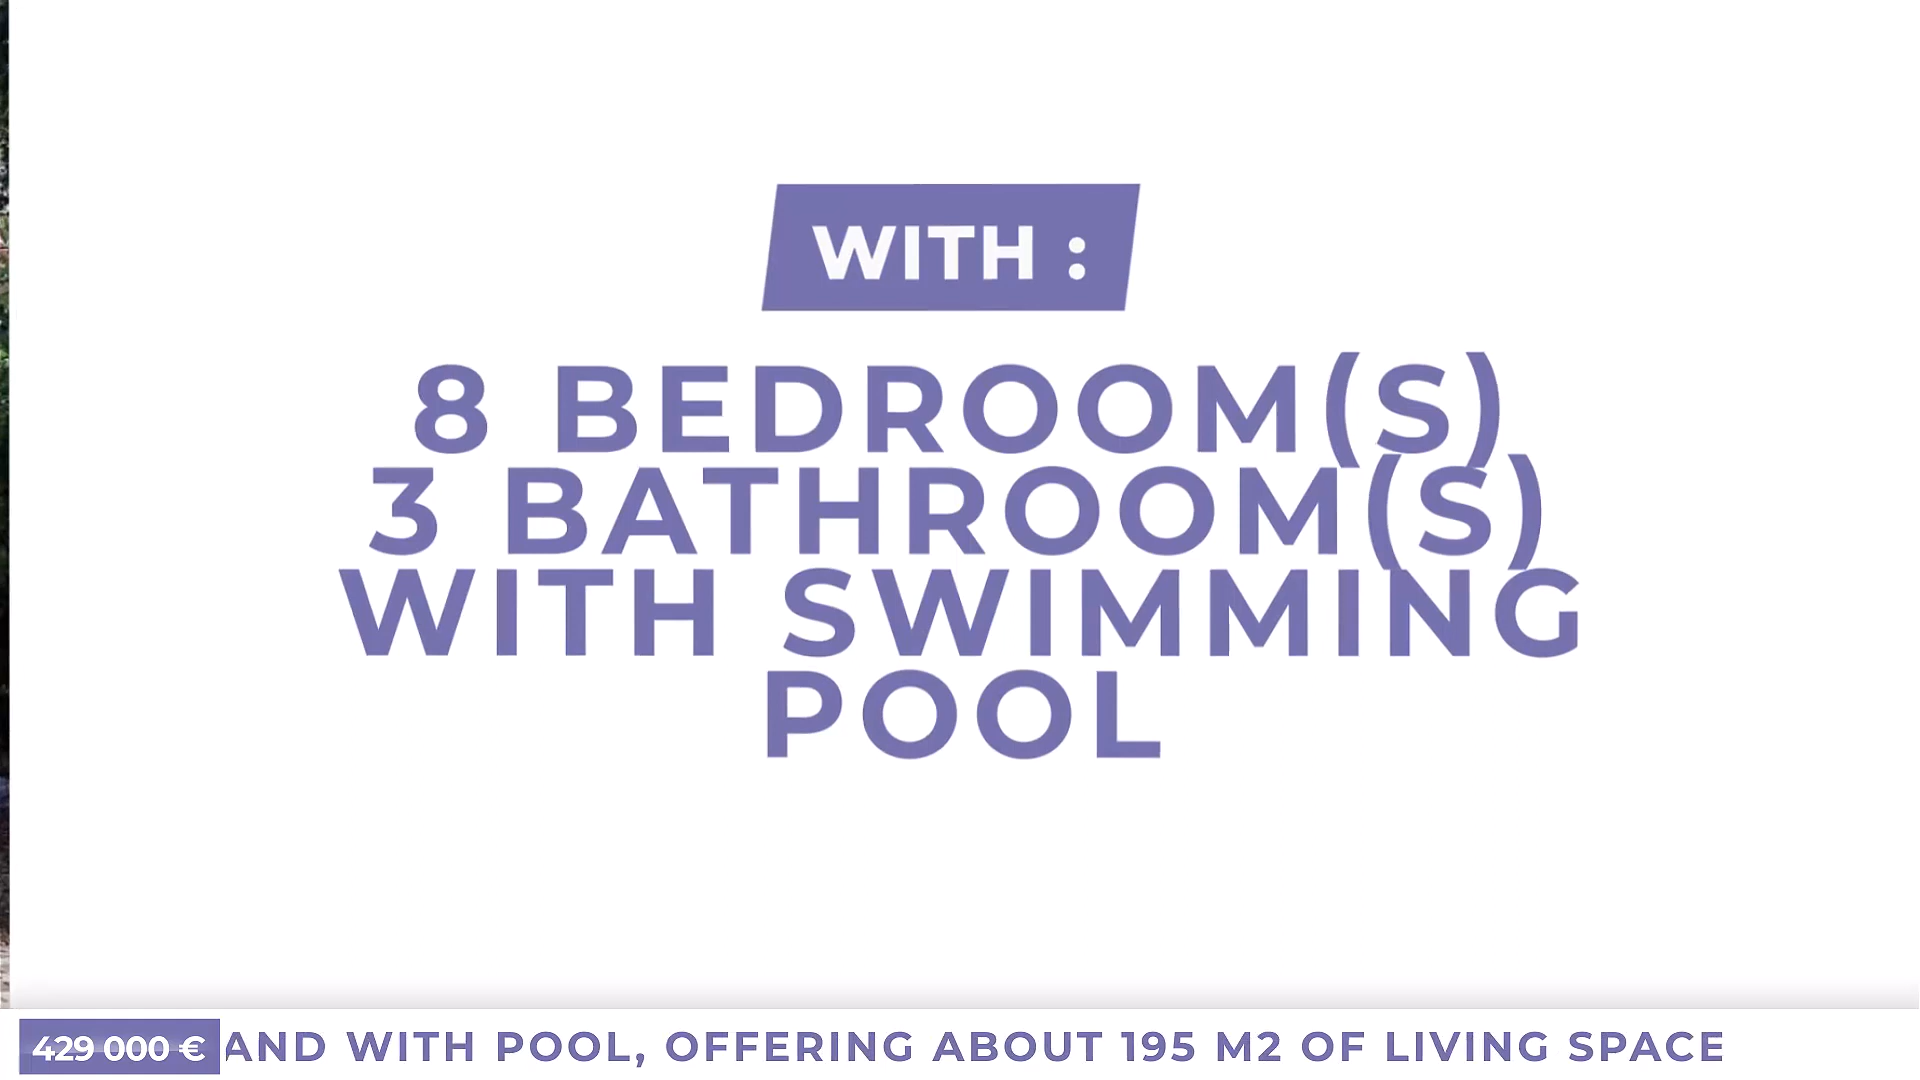 WITH :
8 BEDROOM(S)
3 BATHROOM(S)
WITH SWIMMING
POOL
429 000 € AND WITH POOL, OFFERING ABOUT 195 M2 OF LIVING SPACE